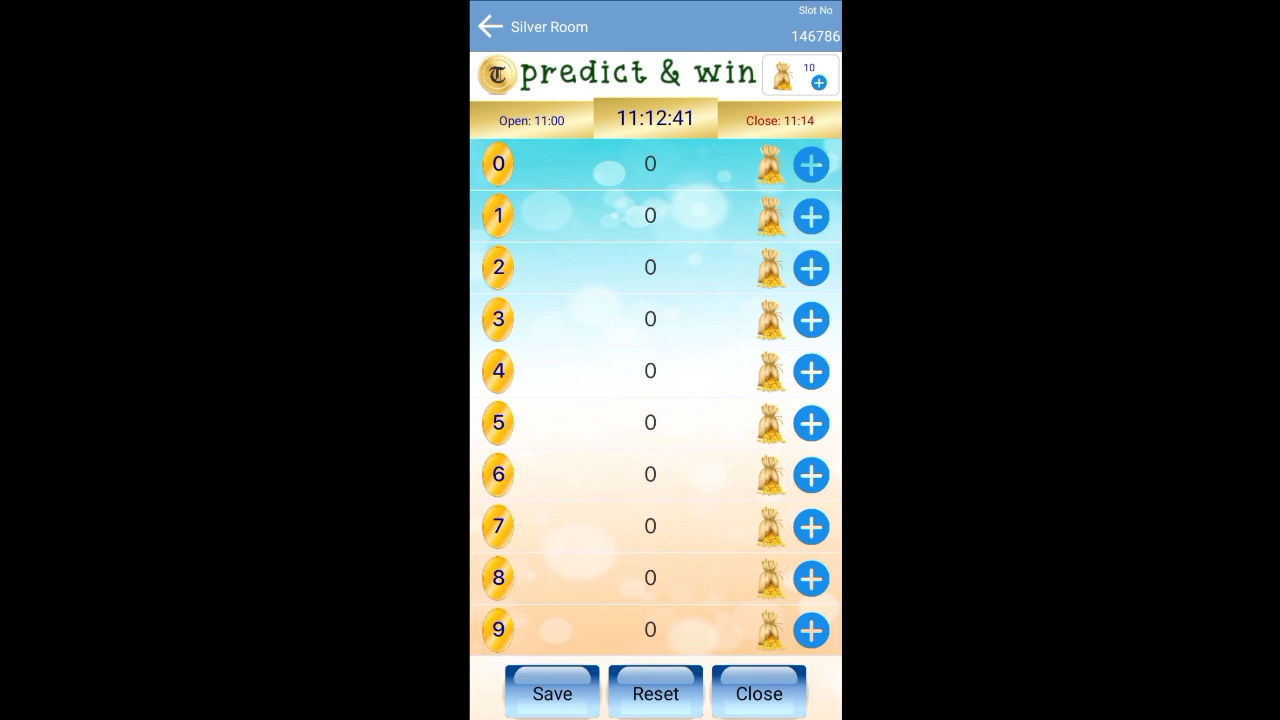 Slot No
Silver Room
146786
T predict & win
10
Open: 11:00
11:12:41
Close: 11:14
0 0
1 0
2 0
3 0
4 0
5 0
6 0
7 0
8 0
9 0
Save Reset Close